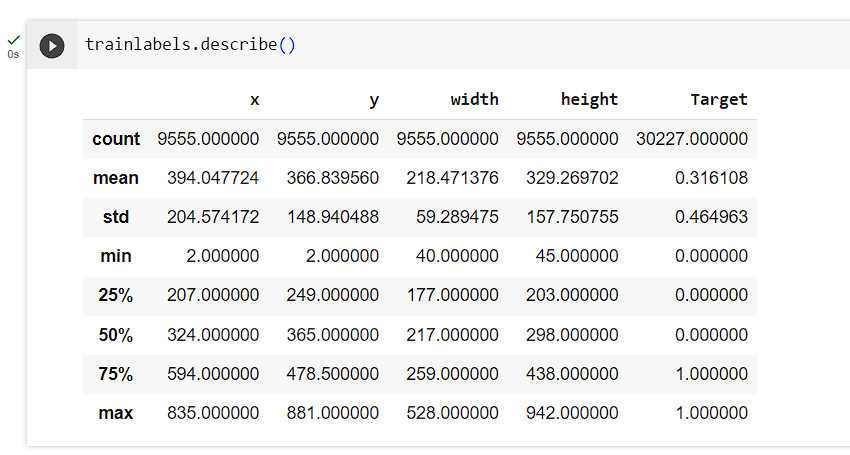 trainlabels.describe()
0s
x y width height Target
count 9555.000000 9555.000000 9555.000000 9555.000000 30227.000000
mean 394.047724 366.839560 218.471376 329.269702 0.316108
std 204.574172 148.940488 59.289475 157.750755 0.464963
min 2.000000 2.000000 40.000000 45.000000 0.000000
25% 207.000000 249.000000 177.000000 203.000000 0.000000
50% 324.000000 365.000000 217.000000 298.000000 0.000000
75% 594.000000 478.500000 259.000000 438.000000 1.000000
max 835.000000 881.000000 528.000000 942.000000 1.000000